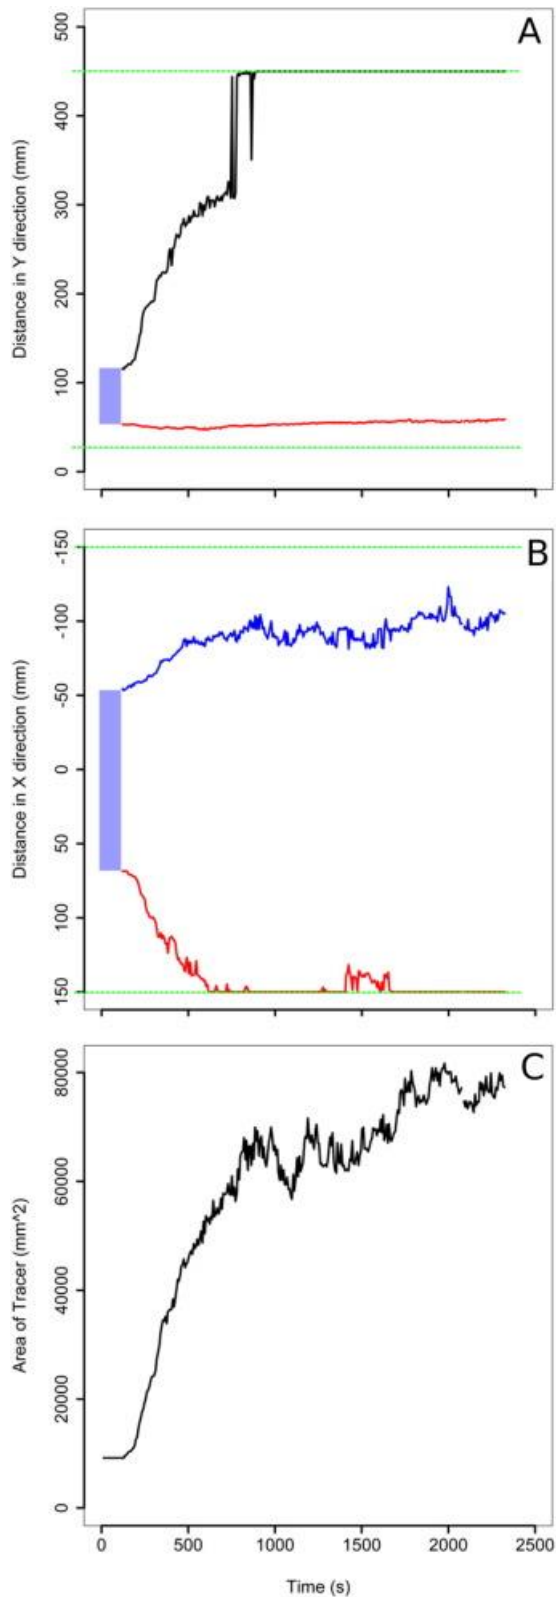 A
Distance in Y direction (mm)
500
400
300
200
100
0
B
Distance in X direction (mm)
-150
-100
-50
0
50
100
150
C
Area of Tracer (mm^2)
80000
60000
40000
20000
0
0 500 1000 1500 2000 2500
Time (s)